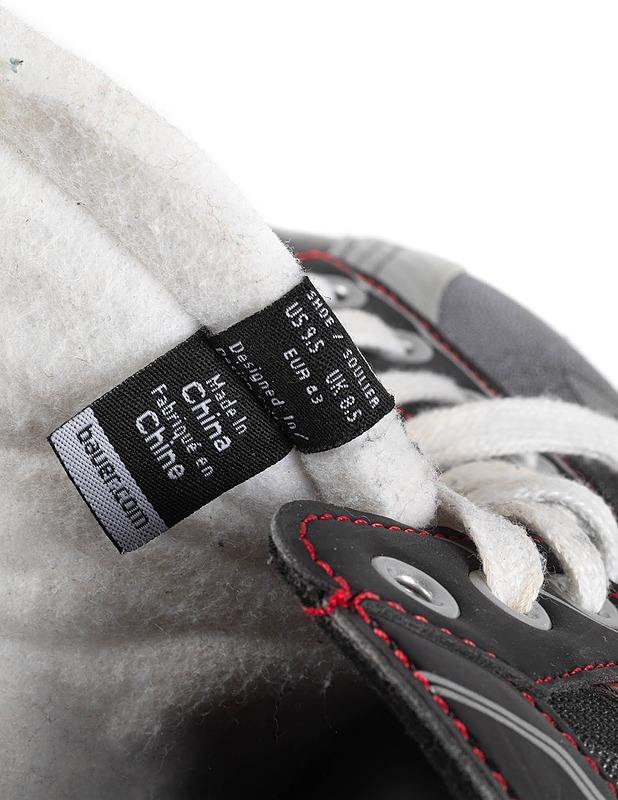 SHOE / SOULIER
US 9.5 UK 8.5
EUR 43
Designed In/
Made In
China
Fabriqué en
Chine
bauer.com